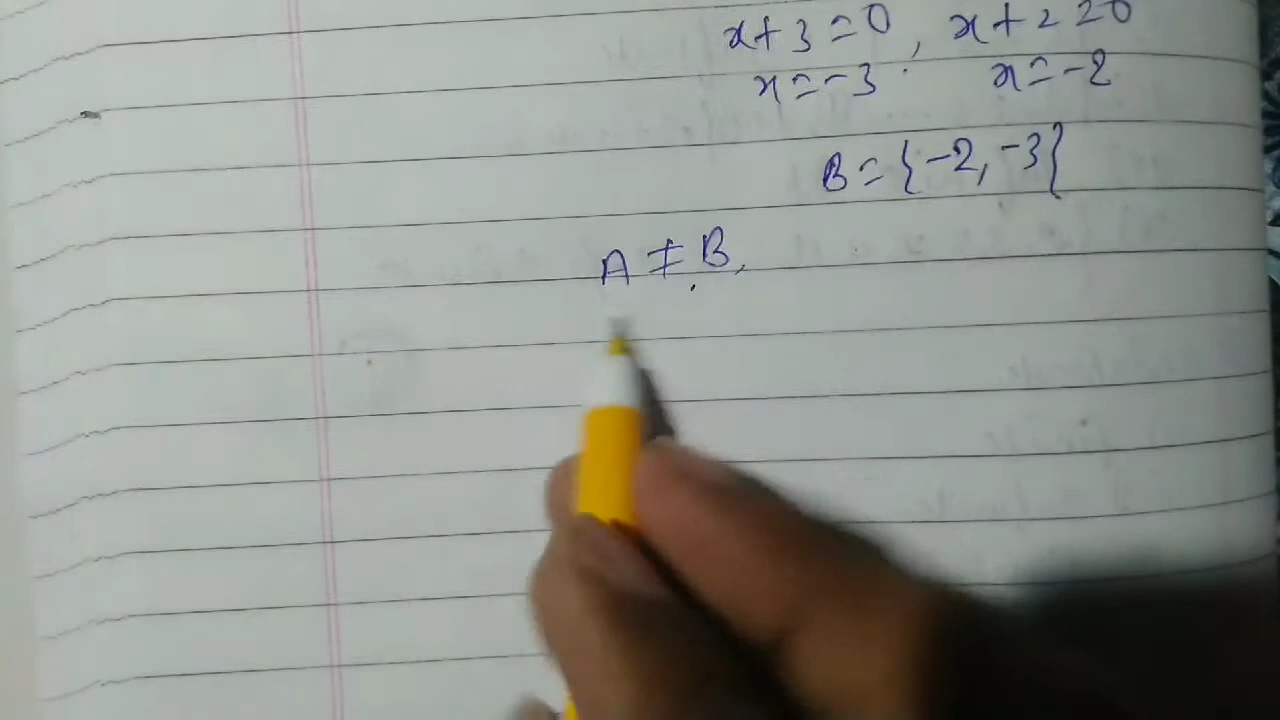 x+3=0, x+2=0
x=-3 x=-2
B={-2,-3}
A≠B,